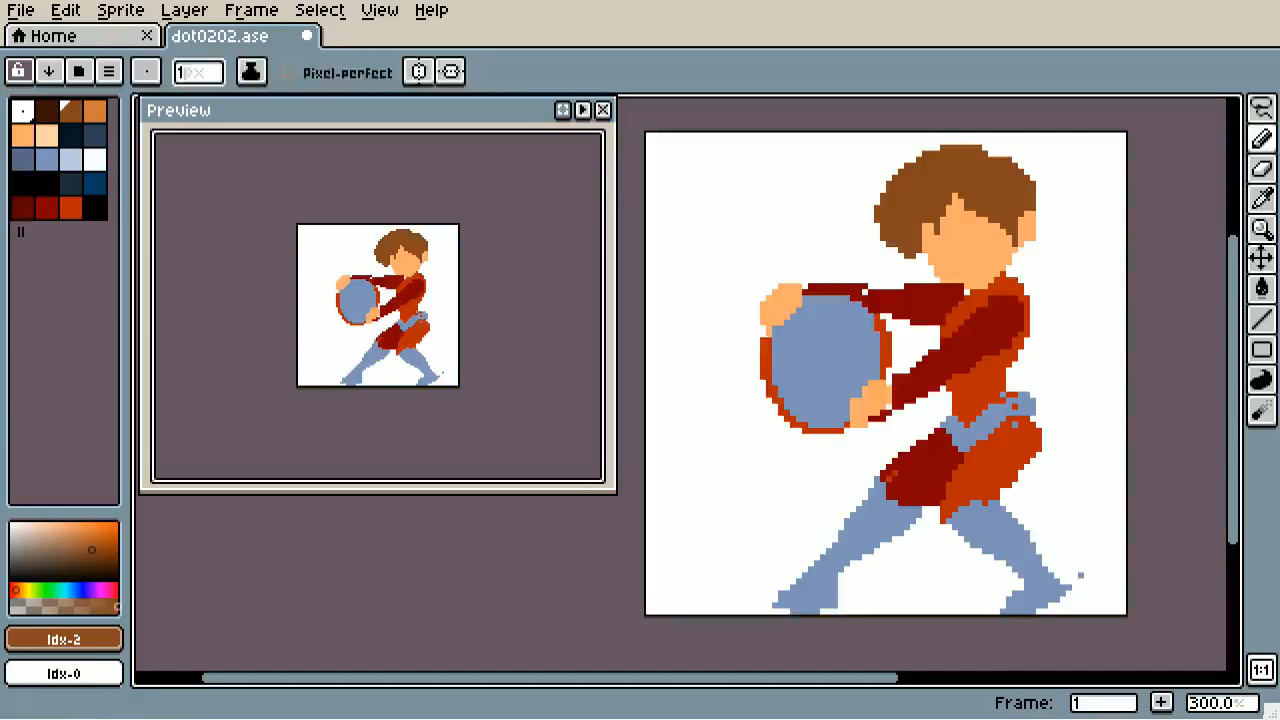 File Edit Sprite Layer Frame Select View Help
Home
dot0202.ase
1px
Pixel-perfect
Preview
Idx-2
Idx-0
1:1
Frame: 1
300.0%